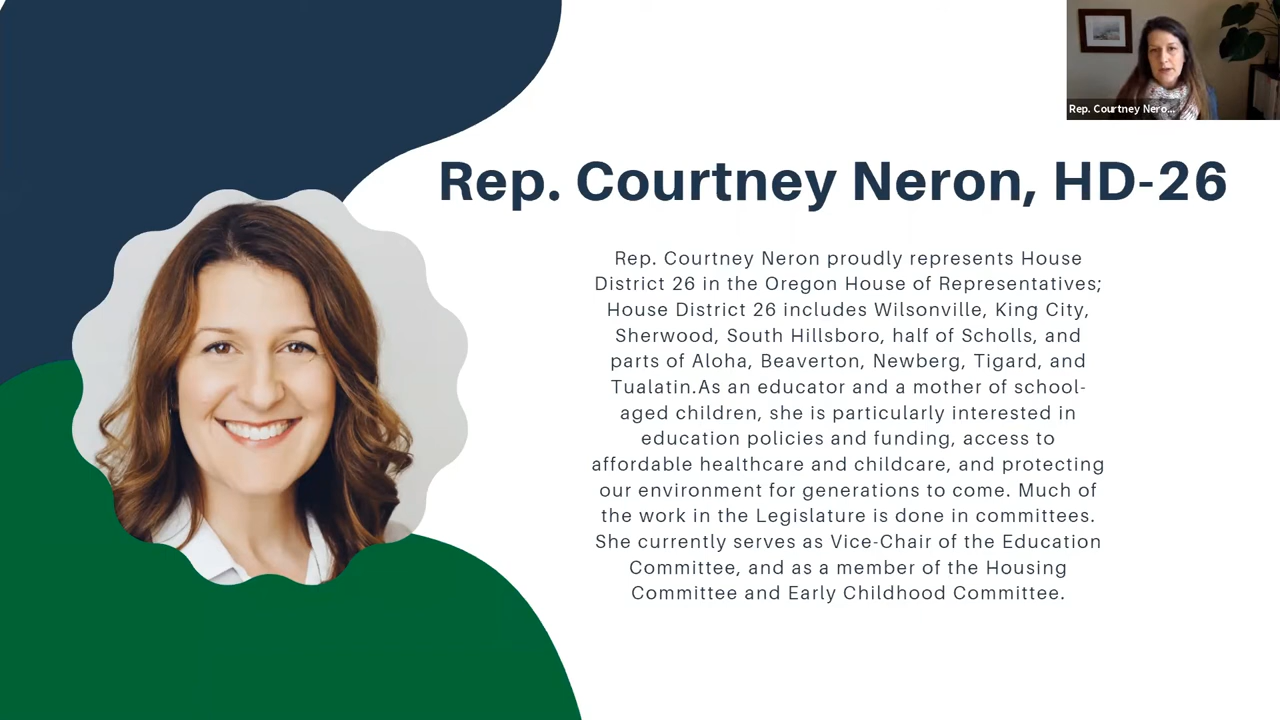 Rep. Courtney Nero...
Rep. Courtney Neron, HD-26
Rep. Courtney Neron proudly represents House
District 26 in the Oregon House of Representatives;
House District 26 includes Wilsonville, King City,
Sherwood, South Hillsboro, half of Scholls, and
parts of Aloha, Beaverton, Newberg, Tigard, and
Tualatin.As an educator and a mother of school-
aged children, she is particularly interested in
education policies and funding, access to
affordable healthcare and childcare, and protecting
our environment for generations to come. Much of
the work in the Legislature is done in committees.
She currently serves as Vice-Chair of the Education
Committee, and as a member of the Housing
Committee and Early Childhood Committee.